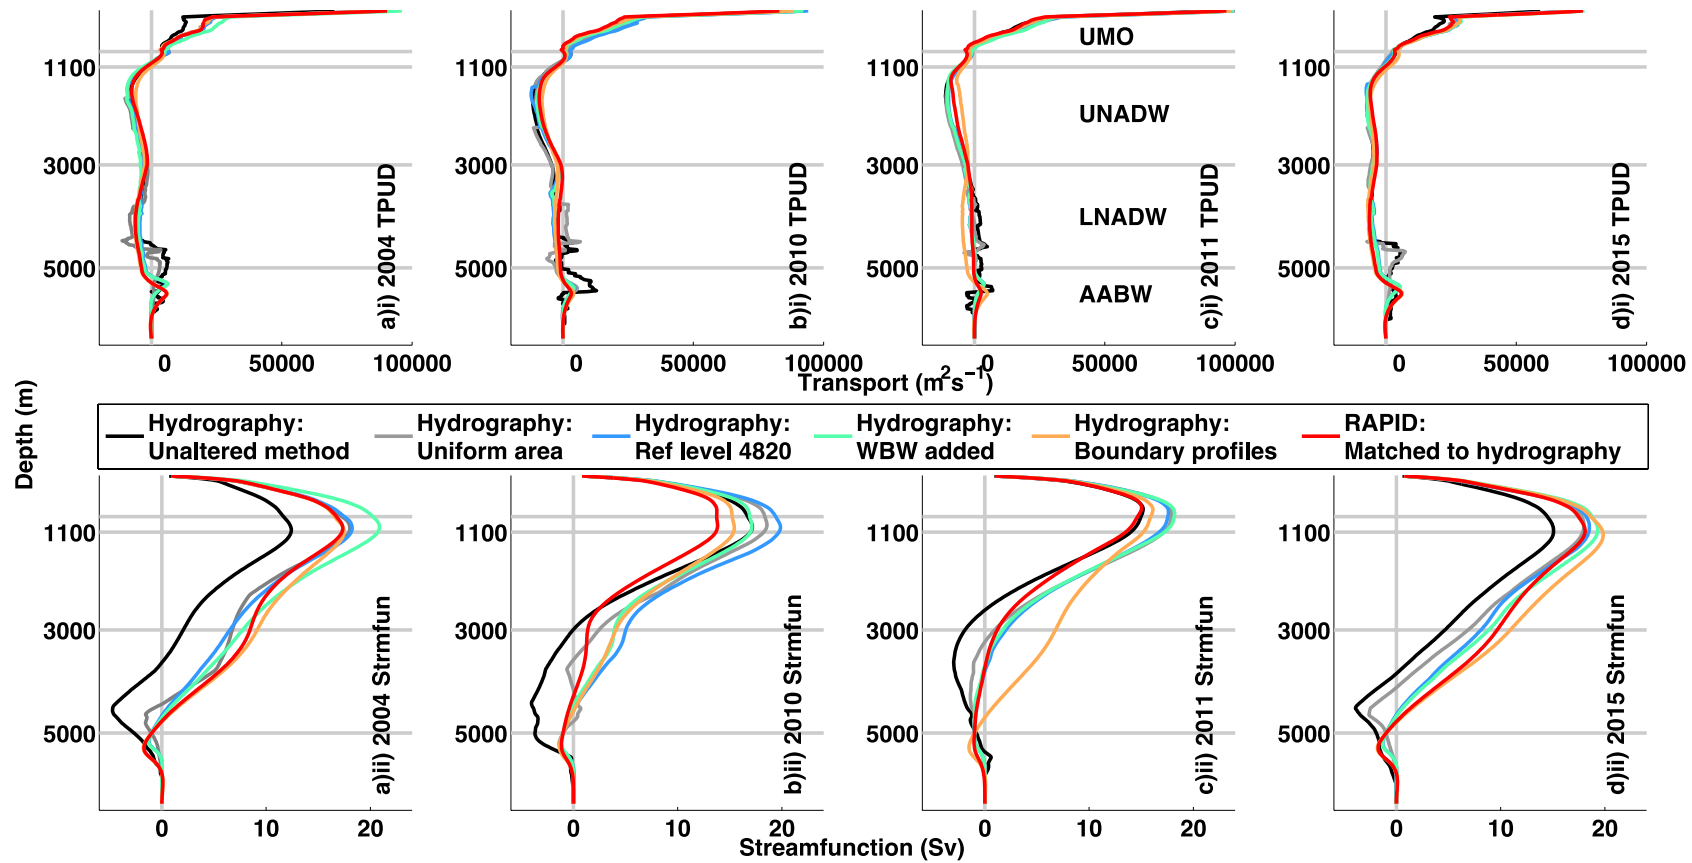 1100
3000
5000
0
50000
100000
a)ii) 2004 TPUD
1100
3000
5000
0
50000
100000
b)ii) 2010 TPUD
1100
3000
5000
0
50000
100000
UMO
UNADW
LNADW
AABW
c)ii) 2011 TPUD
1100
3000
5000
0
50000
100000
d)ii) 2015 TPUD
Transport (m²s⁻¹)
Depth (m)
Hydrography:
Unaltered method
Hydrography:
Uniform area
Hydrography:
Ref level 4820
Hydrography:
WBW added
Hydrography:
Boundary profiles
RAPID:
Matched to hydrography
1100
3000
5000
0
10
20
a)iii) 2004 Strmfun
1100
3000
5000
0
10
20
b)iii) 2010 Strmfun
1100
3000
5000
0
10
20
c)iii) 2011 Strmfun
1100
3000
5000
0
10
20
d)iii) 2015 Strmfun
Streamfunction (Sv)